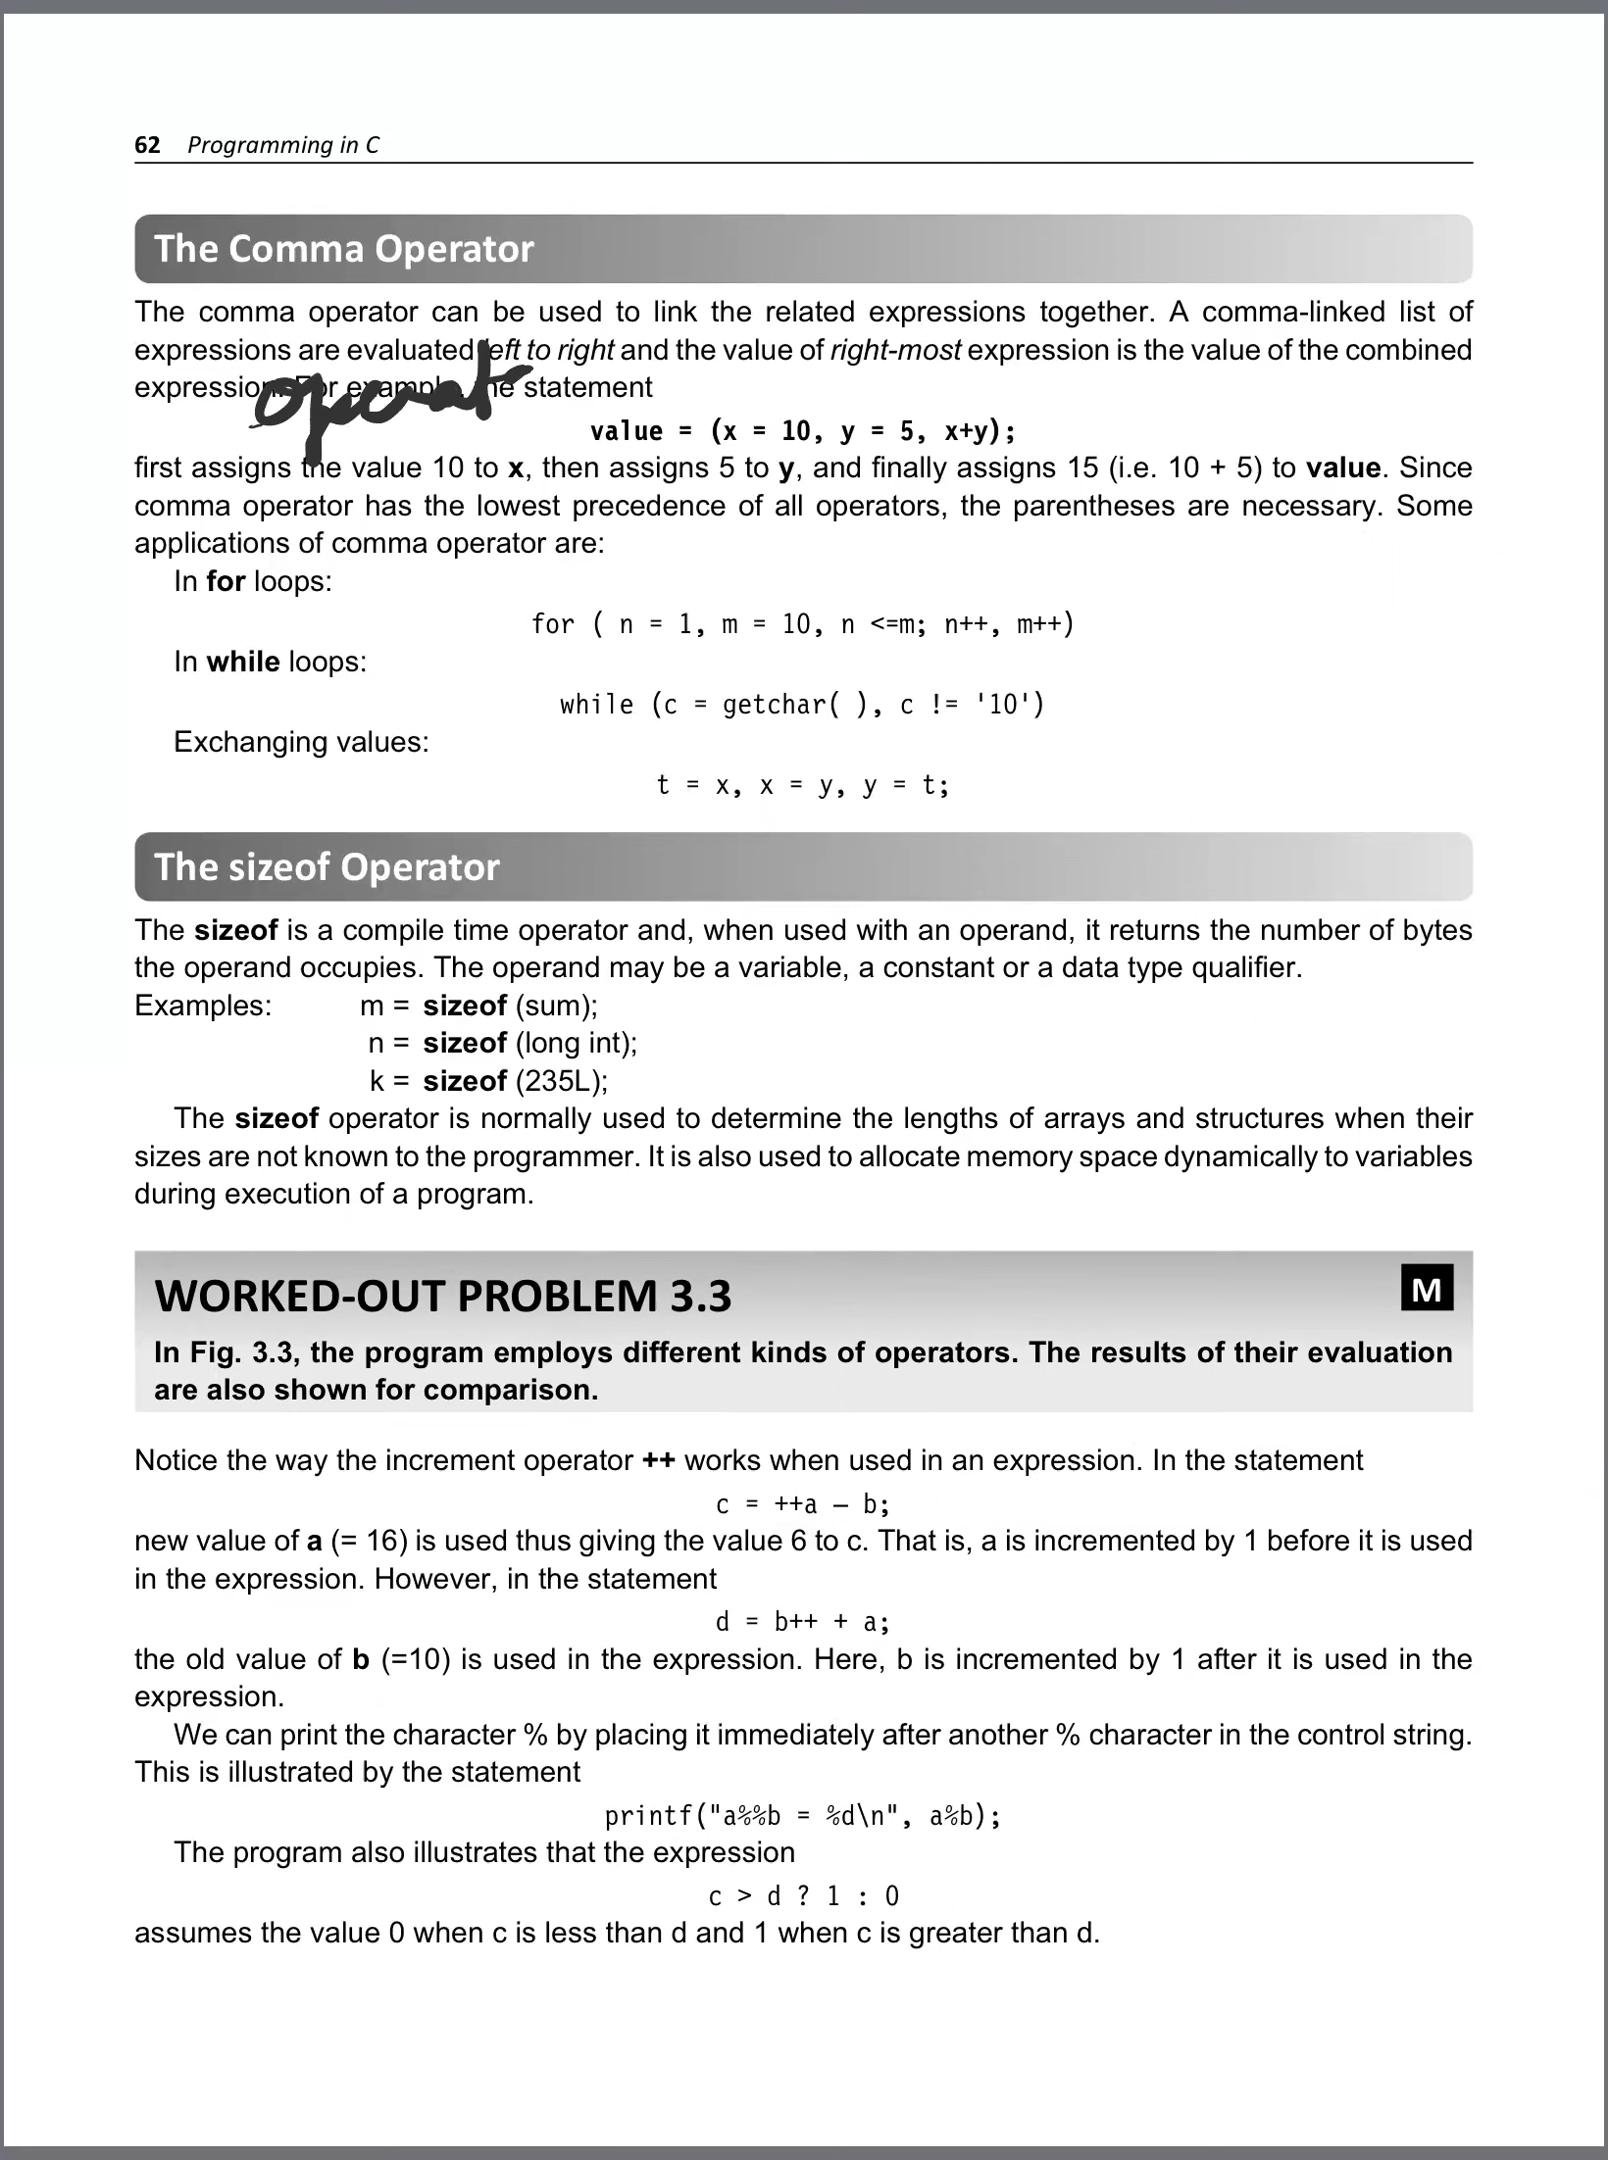 62 Programming in C
The Comma Operator
The comma operator can be used to link the related expressions together. A comma-linked list of
expressions are evaluated left to right and the value of right-most expression is the value of the combined
expression. For example, the statement
operat
value = (x = 10, y = 5, x+y);
first assigns the value 10 to x, then assigns 5 to y, and finally assigns 15 (i.e. 10 + 5) to value. Since
comma operator has the lowest precedence of all operators, the parentheses are necessary. Some
applications of comma operator are:
In for loops:
for ( n = 1, m = 10, n <=m; n++, m++)
In while loops:
while (c = getchar( ), c != '10')
Exchanging values:
t = x, x = y, y = t;
The sizeof Operator
The sizeof is a compile time operator and, when used with an operand, it returns the number of bytes
the operand occupies. The operand may be a variable, a constant or a data type qualifier.
Examples: m = sizeof (sum);
n = sizeof (long int);
k = sizeof (235L);
The sizeof operator is normally used to determine the lengths of arrays and structures when their
sizes are not known to the programmer. It is also used to allocate memory space dynamically to variables
during execution of a program.
WORKED-OUT PROBLEM 3.3 M
In Fig. 3.3, the program employs different kinds of operators. The results of their evaluation
are also shown for comparison.
Notice the way the increment operator ++ works when used in an expression. In the statement
c = ++a – b;
new value of a (= 16) is used thus giving the value 6 to c. That is, a is incremented by 1 before it is used
in the expression. However, in the statement
d = b++ + a;
the old value of b (=10) is used in the expression. Here, b is incremented by 1 after it is used in the
expression.
We can print the character % by placing it immediately after another % character in the control string.
This is illustrated by the statement
printf("a%%b = %d\n", a%b);
The program also illustrates that the expression
c > d ? 1 : 0
assumes the value 0 when c is less than d and 1 when c is greater than d.